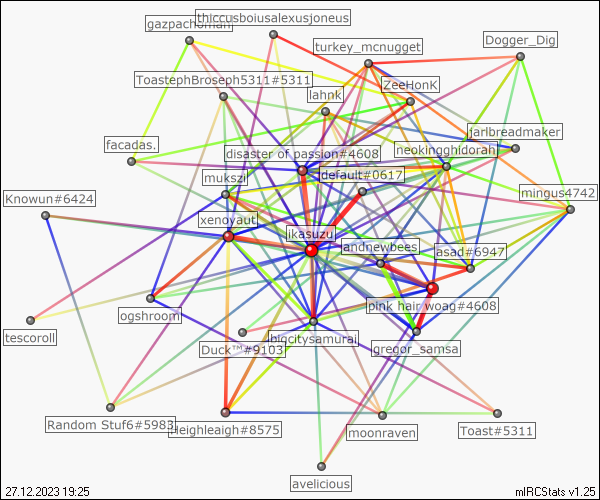 thiccusboiusalexusjoneus
gazpachoman
turkey_mcnugget
Dogger_Dig
ToastephBroseph5311#5311
ZeeHonK
lahnk
jarlbreadmaker
facadas.
neokingghidorah
disaster of passion#4608
default#0617
mukszi
mingus4742
Knowun#6424
xenoyaut
ikasuzu
andnewbees
asad#6947
pink hair woag#4608
ogshroom
tescoroll
bigcitysamurai
Duck™#9103
gregor_samsa
Random Stuf6#5983
Heighleaigh#8575
moonraven
Toast#5311
avelicious
27.12.2023 19:25
mIRCStats v1.25